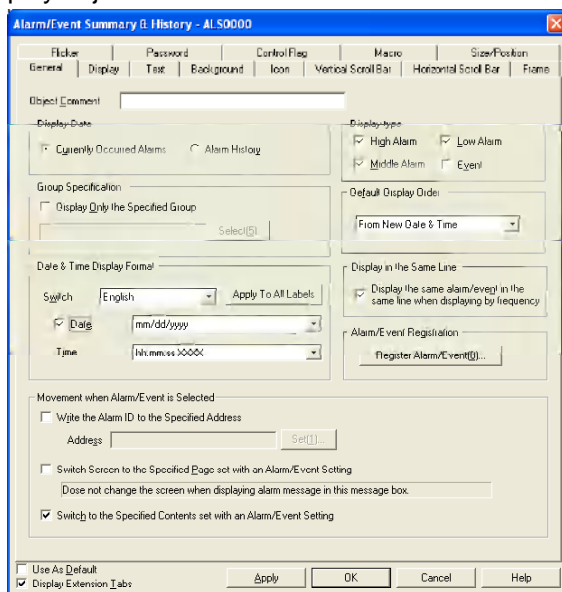 Alarm/Event Summary & History - ALS0000
Flicker Password Control Flag Macro Size/Position
General Display Text Background Icon Vertical Scroll Bar Horizontal Scroll Bar Frame
Object Comment
Display Data Display type
Currently Occurred Alarms Alarm History High Alarm Low Alarm
Middle Alarm Event
Group Specification Default Display Order
Display Only the Specified Group
Select[5] From New Date & Time
Date & Time Display Format Display in the Same Line
Switch English Apply To All Labels Display the same alarm/event in the
same line when displaying by frequency
Date mm/dd/yyyy
Alarm/Event Registration
Time hh:mm:ss XXXX Register Alarm/Event(0)...
Movement when Alarm/Event is Selected
Write the Alarm ID to the Specified Address
Address Set[1]...
Switch Screen to the Specified Page set with an Alarm/Event Setting
Dose not change the screen when displaying alarm message in this message box.
Switch to the Specified Contents set with an Alarm/Event Setting
Use As Default
Display Extension Tabs Apply OK Cancel Help